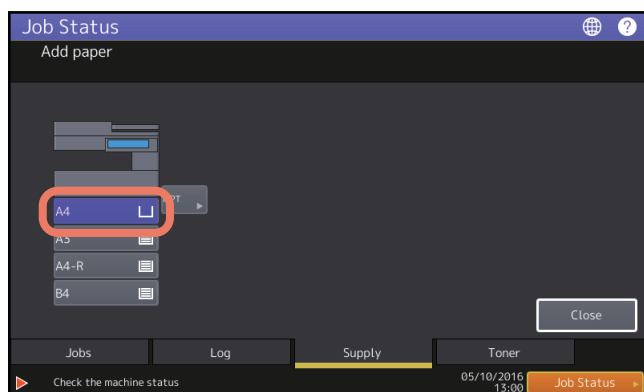 Job Status
?
Add paper
A4
A3
A4-R
B4
Close
Jobs
Log
Supply
Toner
Check the machine status
05/10/2016
13:00
Job Status